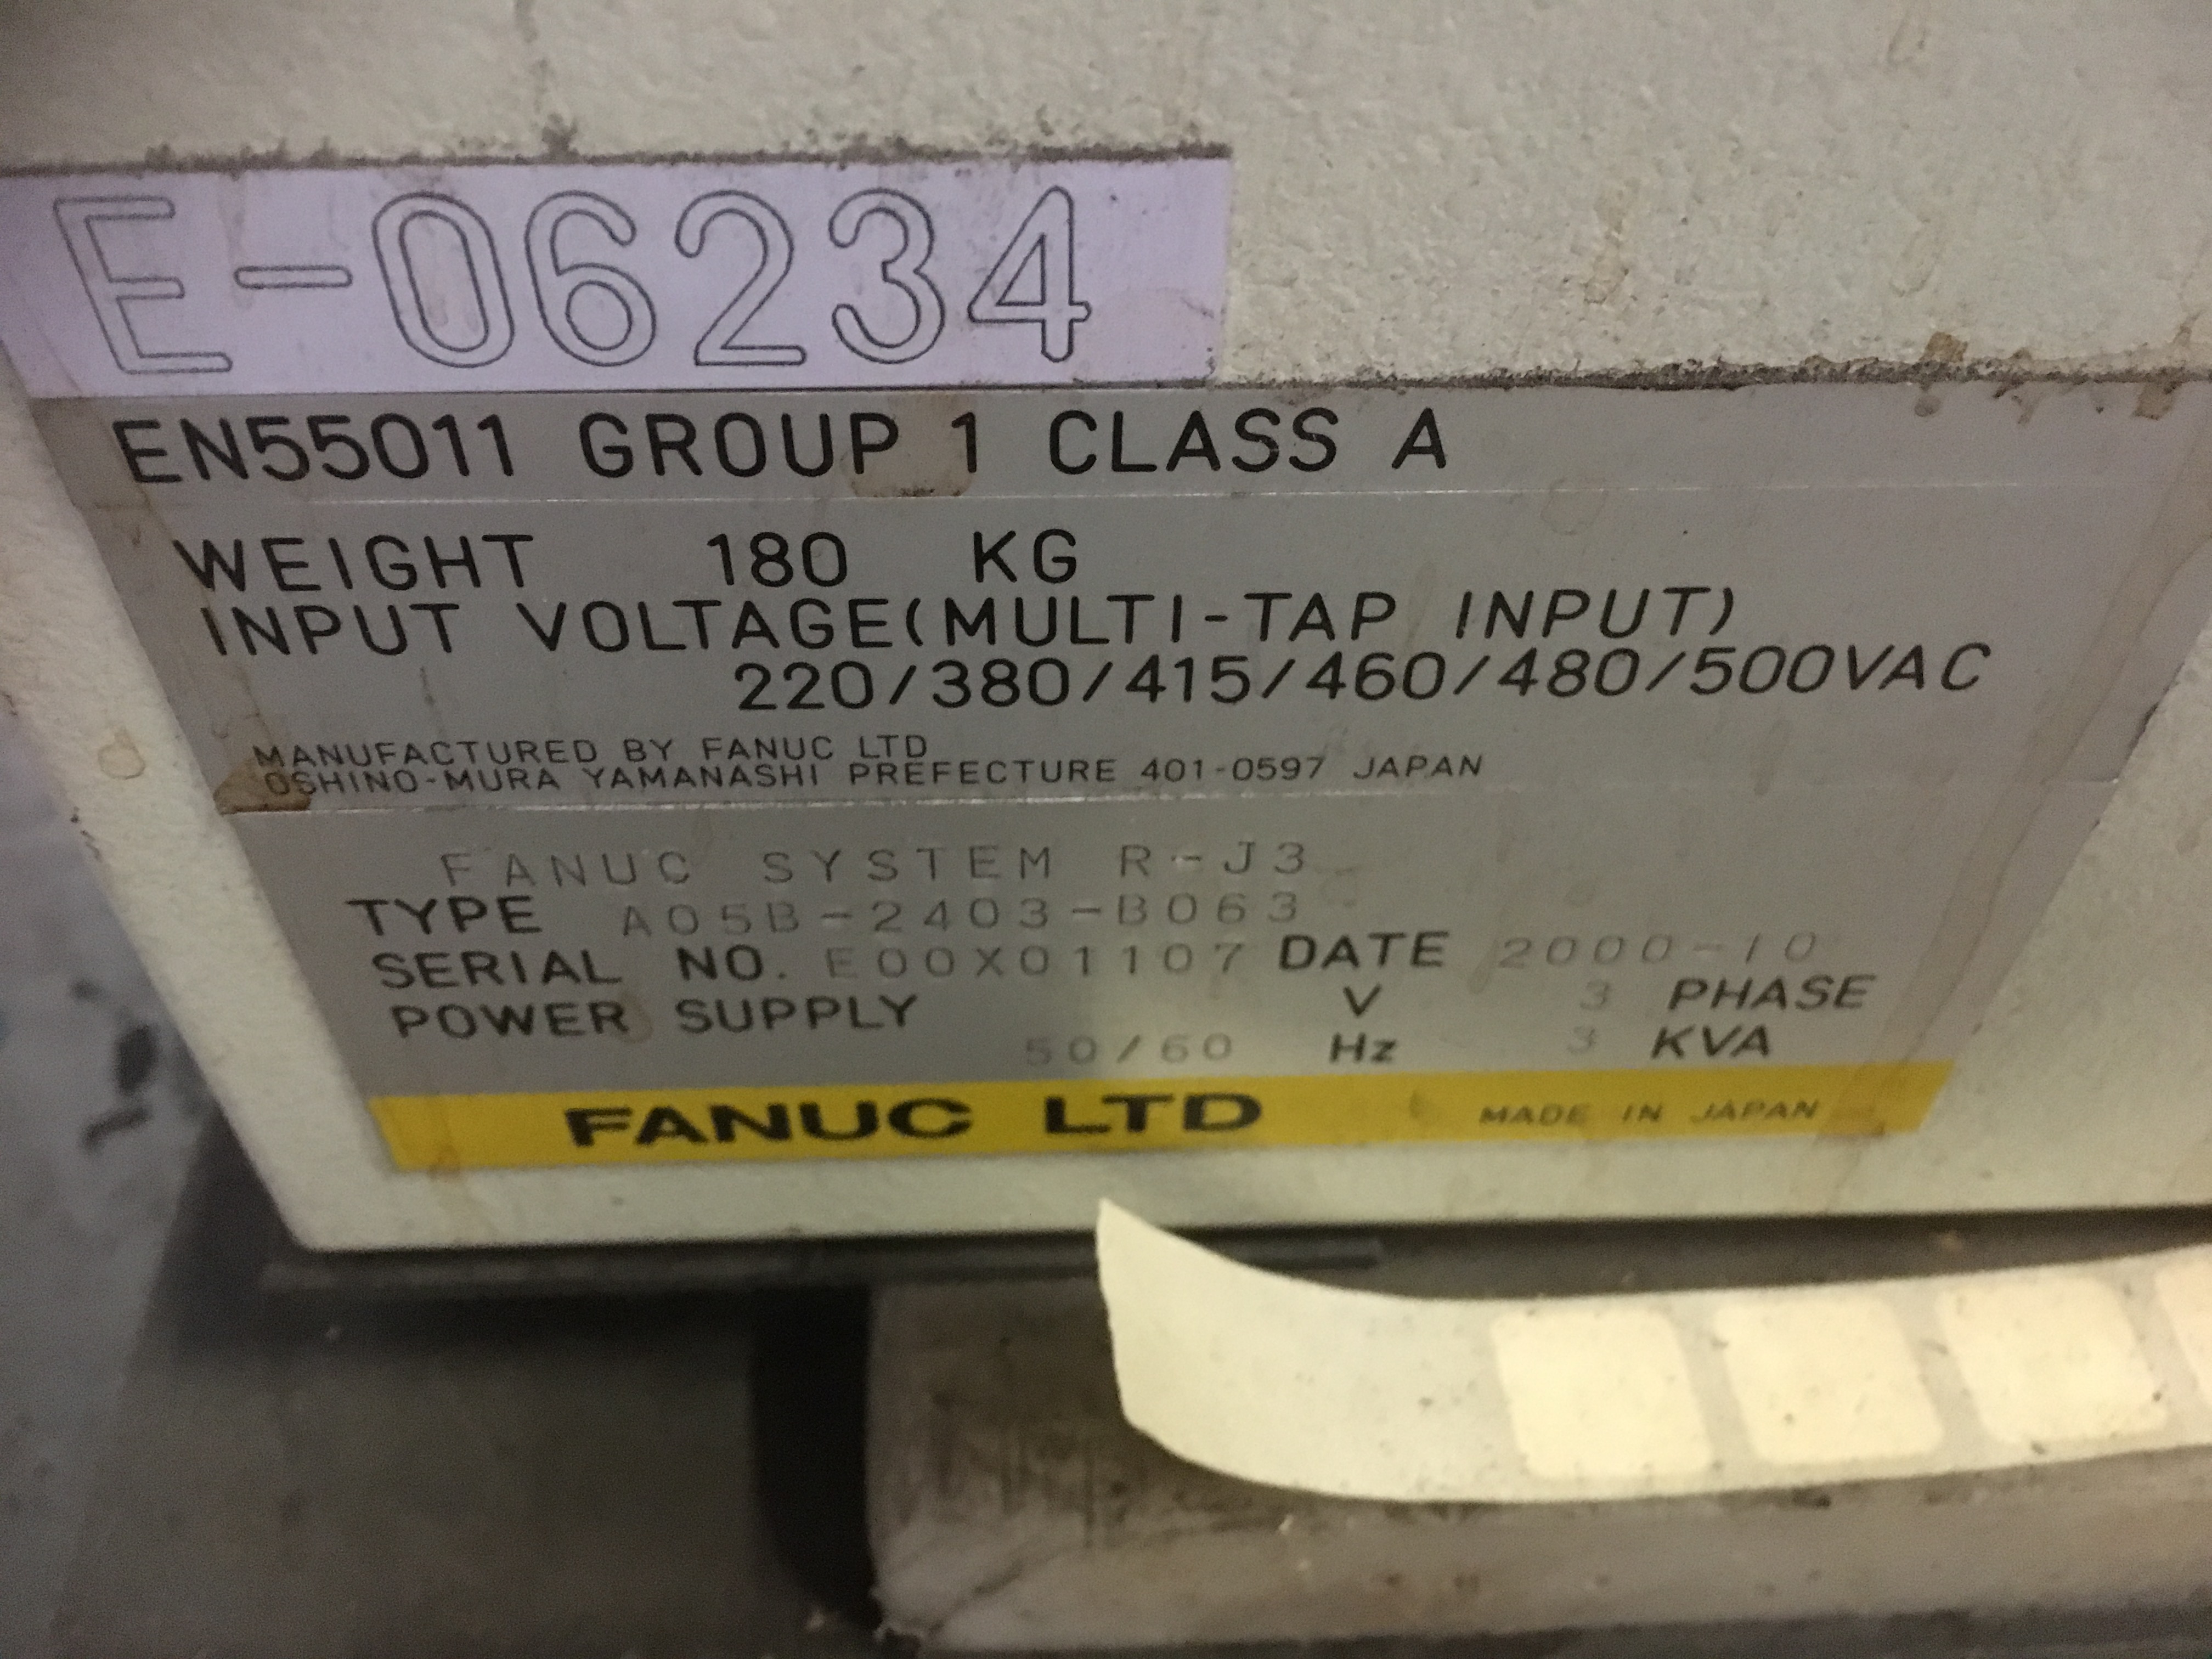 E-06234
EN55011 GROUP 1 CLASS A
WEIGHT 180 KG
INPUT VOLTAGE(MULTI-TAP INPUT)
220/380/415/460/480/500VAC
MANUFACTURED BY FANUC LTD
OSHINO-MURA YAMANASHI PREFECTURE 401-0597 JAPAN
FANUC SYSTEM R-J3
TYPE A05B-2403-B063
SERIAL NO. E00X01107 DATE 2000-10
POWER SUPPLY V 3 PHASE
50/60 Hz 3 KVA
FANUC LTD MADE IN JAPAN